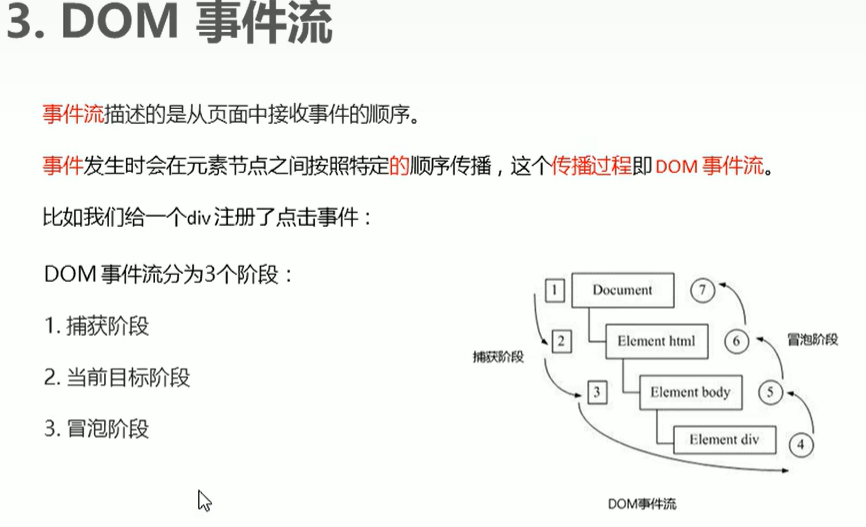 3. DOM 事件流
事件流描述的是从页面中接收事件的顺序。
事件发生时会在元素节点之间按照特定的顺序传播，这个传播过程即DOM 事件流。
比如我们给一个div 注册了点击事件：
DOM 事件流分为3个阶段：
1. 捕获阶段
2. 当前目标阶段
3. 冒泡阶段
1 Document 7
2 Element html 6 冒泡阶段
捕获阶段
3 Element body 5
Element div 4
DOM事件流